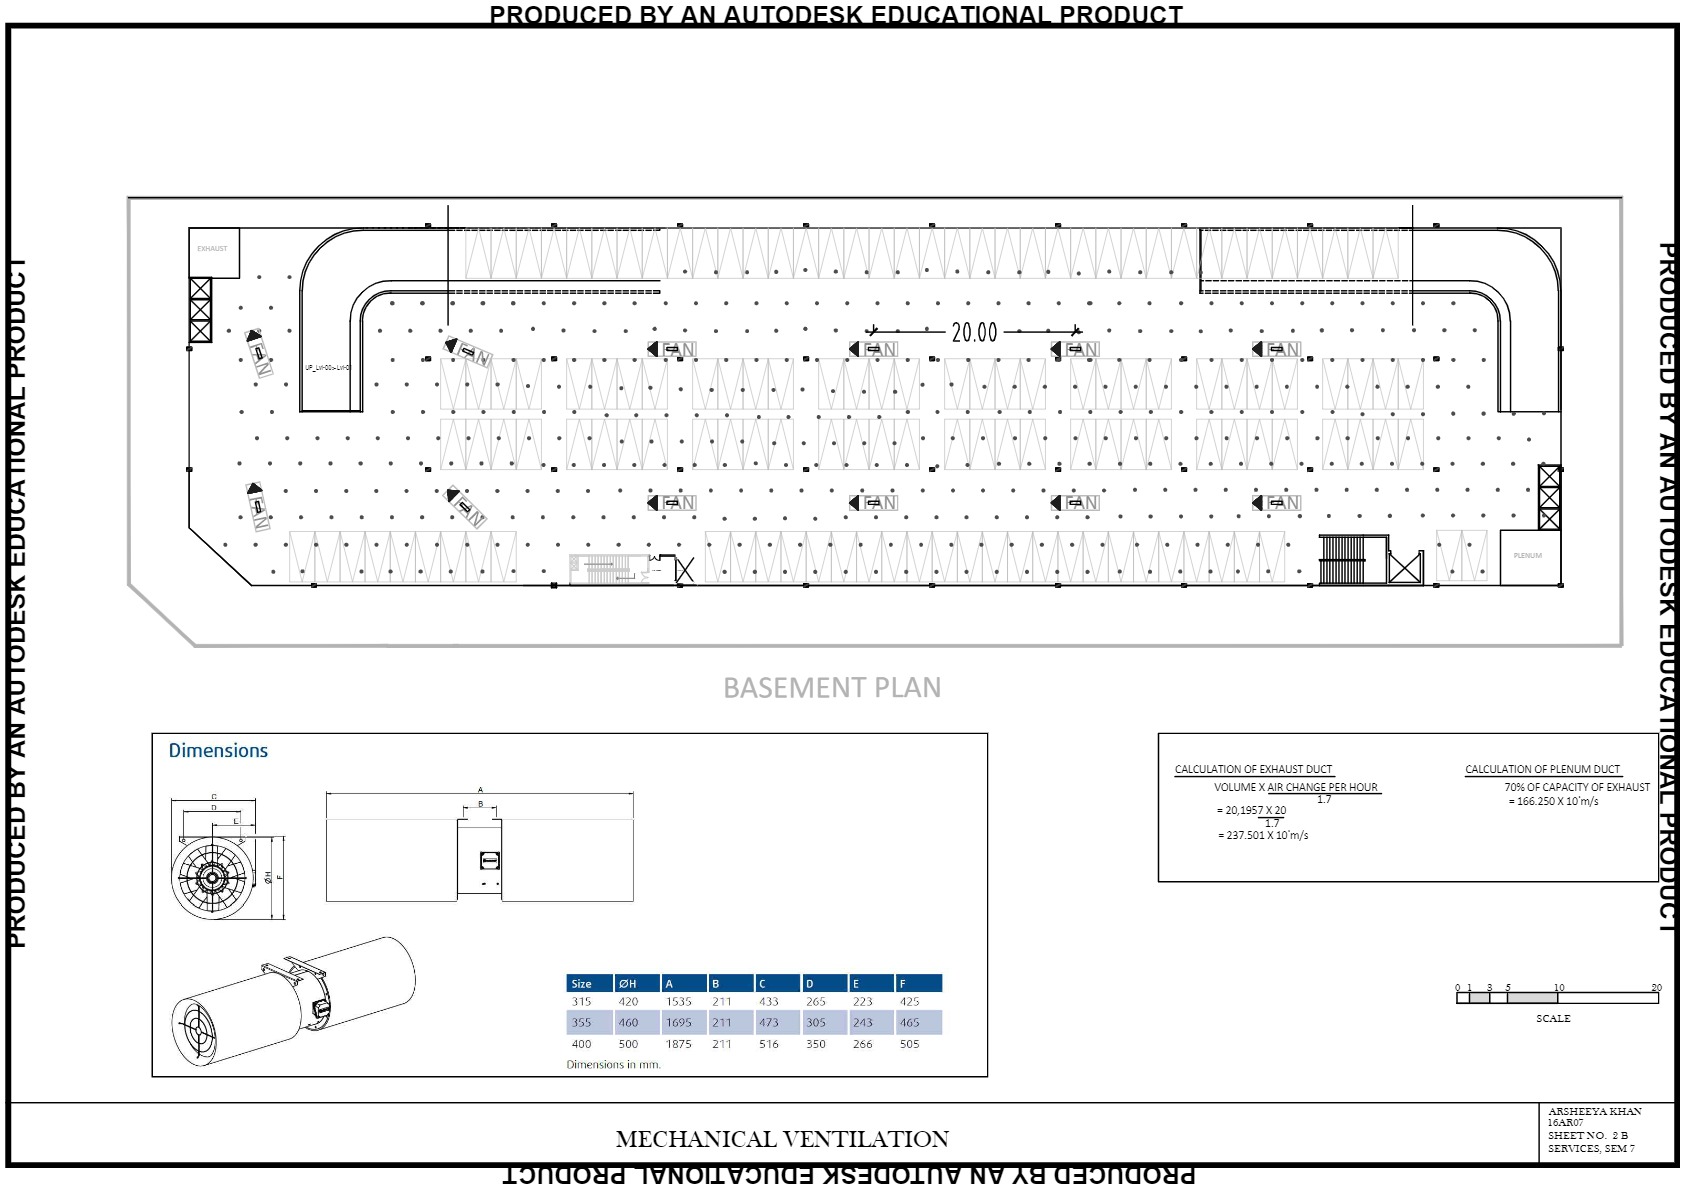 PRODUCED BY AN AUTODESK EDUCATIONAL PRODUCT
PRODUCED BY AN AUTODESK EDUCATIONAL PRODUCT
PRODUCED BY AN AUTODESK EDUCATIONAL PRODUCT
EXHAUST
20.00
FAN FAN FAN FAN FAN FAN
FAN FAN FAN FAN FAN FAN
PLENUM
BASEMENT PLAN
Dimensions
A
B
C
D
E
ØH
F
Size ØH A B C D E F
315 420 1535 211 433 265 223 425
355 460 1695 211 473 305 243 465
400 500 1875 211 516 350 266 505
Dimensions in mm.
CALCULATION OF EXHAUST DUCT
VOLUME X AIR CHANGE PER HOUR
1.7
= 20,1957 X 20
1.7
= 237.501 X 10³m/s
CALCULATION OF PLENUM DUCT
70% OF CAPACITY OF EXHAUST
= 166.250 X 10³m/s
0 1 3 5 10 20
SCALE
MECHANICAL VENTILATION
ARSHEEYA KHAN
16AR07
SHEET NO. 2 B
SERVICES, SEM 7
PRODUCED BY AN AUTODESK EDUCATIONAL PRODUCT